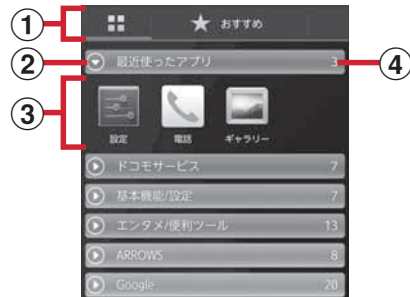 ① おすすめ
② 最近使ったアプリ 3 ④
③
設定 電話 ギャラリー
ドコモサービス 7
基本機能/設定 7
エンタメ/便利ツール 13
ARROWS 8
Google 20